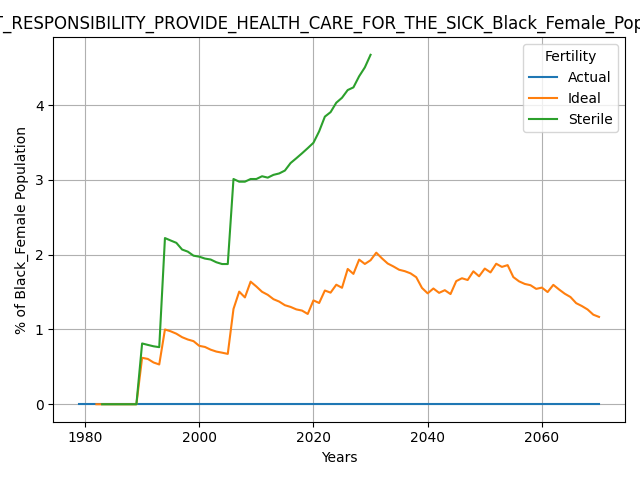 T_RESPONSIBILITY_PROVIDE_HEALTH_CARE_FOR_THE_SICK_Black_Female_Pop
Fertility
Actual
Ideal
Sterile
% of Black_Female Population
4
3
2
1
0
1980 2000 2020 2040 2060
Years